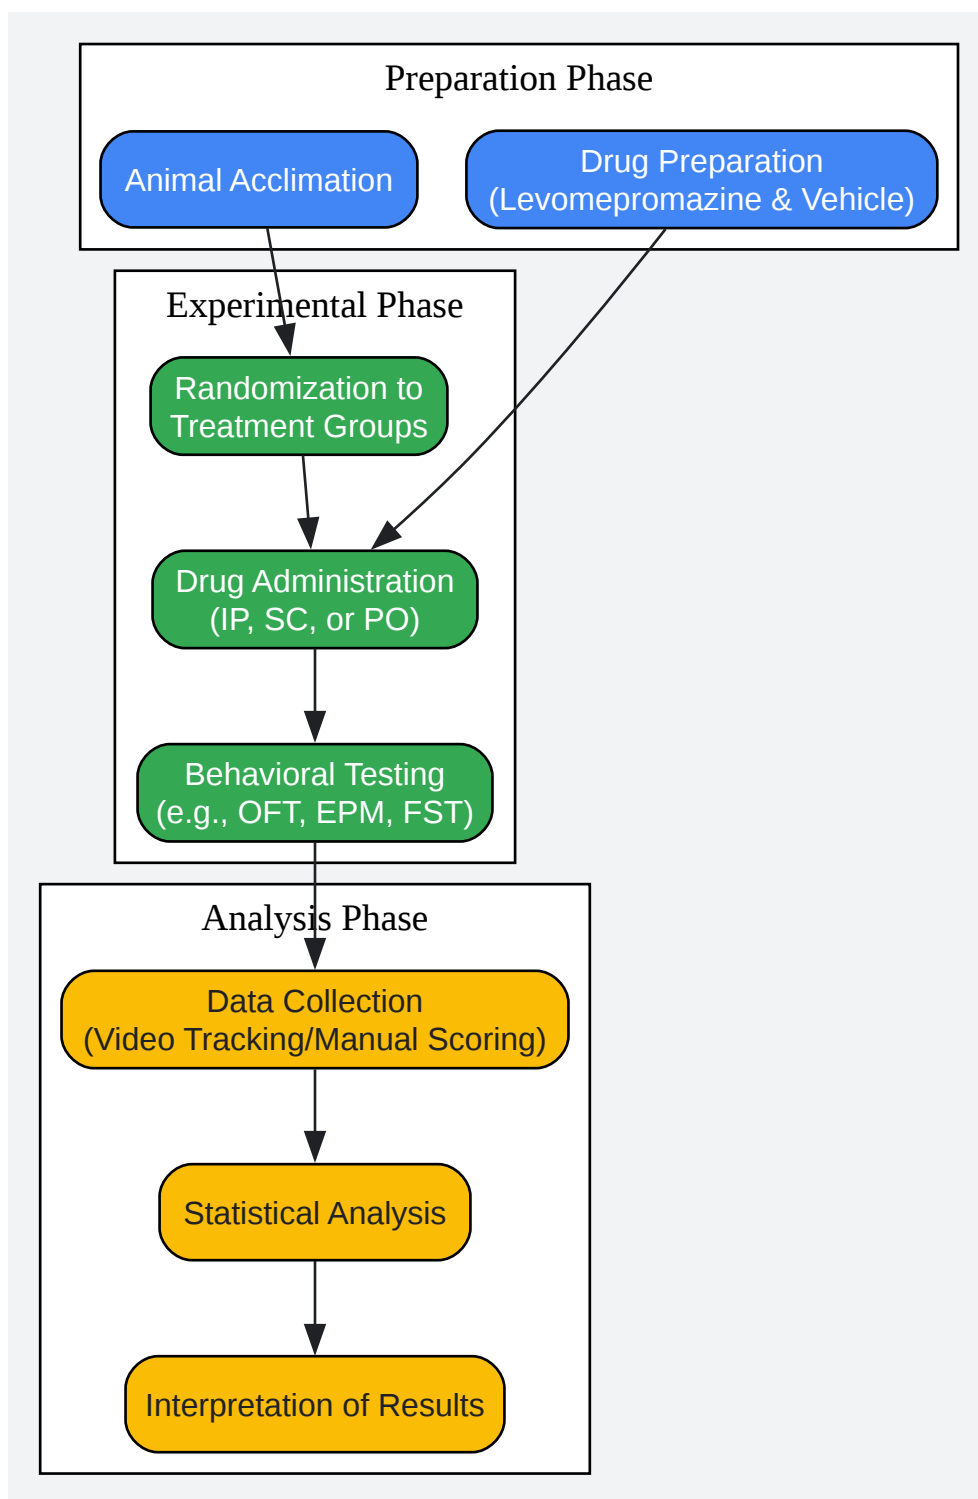 Preparation Phase
Animal Acclimation
Drug Preparation
(Levomepromazine & Vehicle)
Experimental Phase
Randomization to
Treatment Groups
Drug Administration
(IP, SC, or PO)
Behavioral Testing
(e.g., OFT, EPM, FST)
Analysis Phase
Data Collection
(Video Tracking/Manual Scoring)
Statistical Analysis
Interpretation of Results